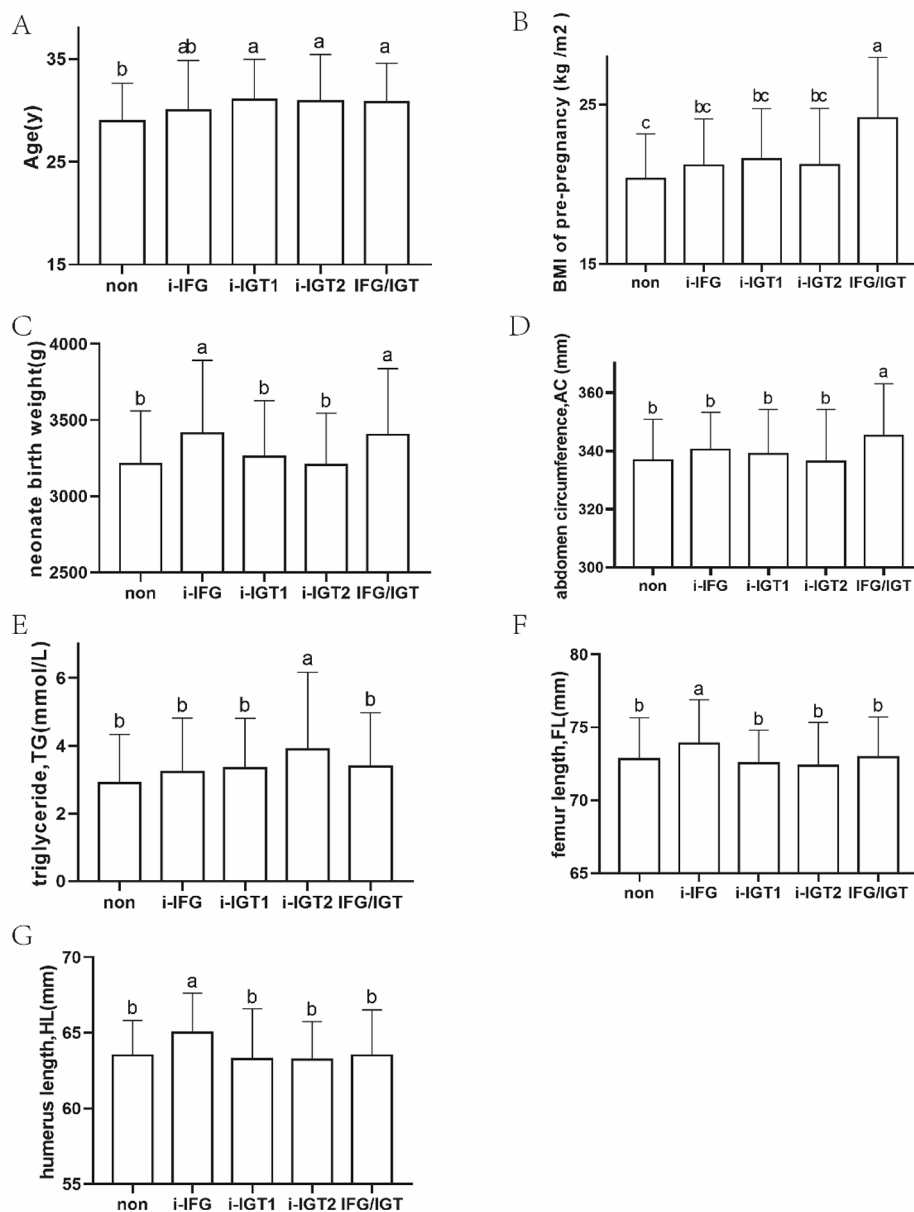 A
Age(y)
35
25
15
b
ab
a
a
a
non i-IFG i-IGT1 i-IGT2 IFG/IGT
B
BMI of pre-pregnancy (kg /m2)
25
15
c
bc
bc
bc
a
non i-IFG i-IGT1 i-IGT2 IFG/IGT
C
neonate birth weight(g)
4000
3500
3000
2500
b
a
b
b
a
non i-IFG i-IGT1 i-IGT2 IFG/IGT
D
abdomen circumference,AC (mm)
360
340
320
300
b
b
b
b
a
non i-IFG i-IGT1 i-IGT2 IFG/IGT
E
triglyceride,TG(mmol/L)
6
4
2
0
b
b
b
a
b
non i-IFG i-IGT1 i-IGT2 IFG/IGT
F
femur length,FL(mm)
80
75
72
65
b
a
b
b
b
non i-IFG i-IGT1 i-IGT2 IFG/IGT
G
humerus length,HL(mm)
70
65
60
55
b
a
b
b
b
non i-IFG i-IGT1 i-IGT2 IFG/IGT